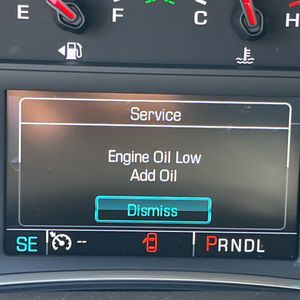 E F C H
Service
Engine Oil Low
Add Oil
Dismiss
SE -- PRNDL